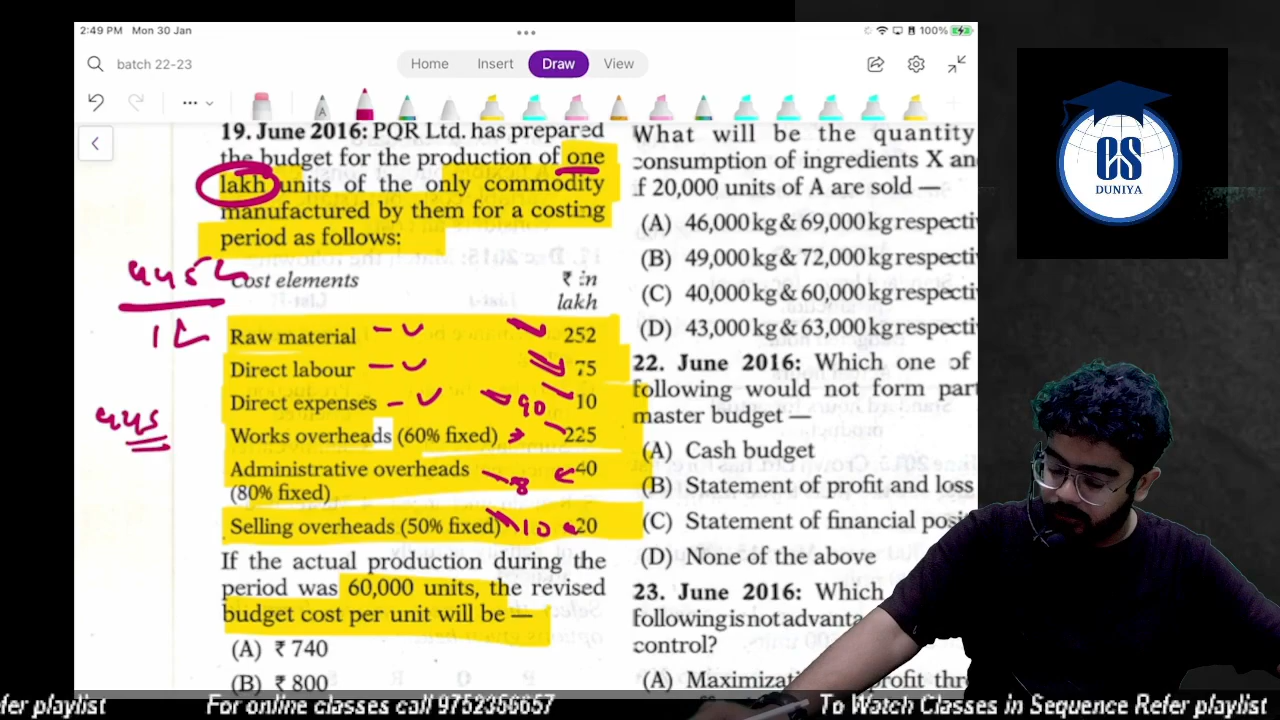 2:49 PM Mon 30 Jan
100%
batch 22-23
Home Insert Draw View
19. June 2016: PQR Ltd. has prepared
the budget for the production of one
lakh units of the only commodity
manufactured by them for a costing
period as follows:
Cost elements ₹ in
lakh
Raw material 252
Direct labour 75
Direct expenses 90 10
Works overheads (60% fixed) 225
Administrative overheads 8 40
(80% fixed)
Selling overheads (50% fixed) 10 20
If the actual production during the
period was 60,000 units, the revised
budget cost per unit will be —
(A) ₹ 740
(B) ₹ 800
445 L
1L
445
What will be the quantity
consumption of ingredients X an
if 20,000 units of A are sold —
(A) 46,000 kg & 69,000 kg respecti
(B) 49,000 kg & 72,000 kg respecti
(C) 40,000 kg & 60,000 kg respecti
(D) 43,000 kg & 63,000 kg respecti
22. June 2016: Which one of
following would not form part
master budget —
(A) Cash budget
(B) Statement of profit and loss
(C) Statement of financial posi
(D) None of the above
23. June 2016: Which
following is not advanta
control?
(A) Maximizati profit thr
CS
DUNIYA
fer playlist For online classes call 9752356657 To Watch Classes in Sequence Refer playlist